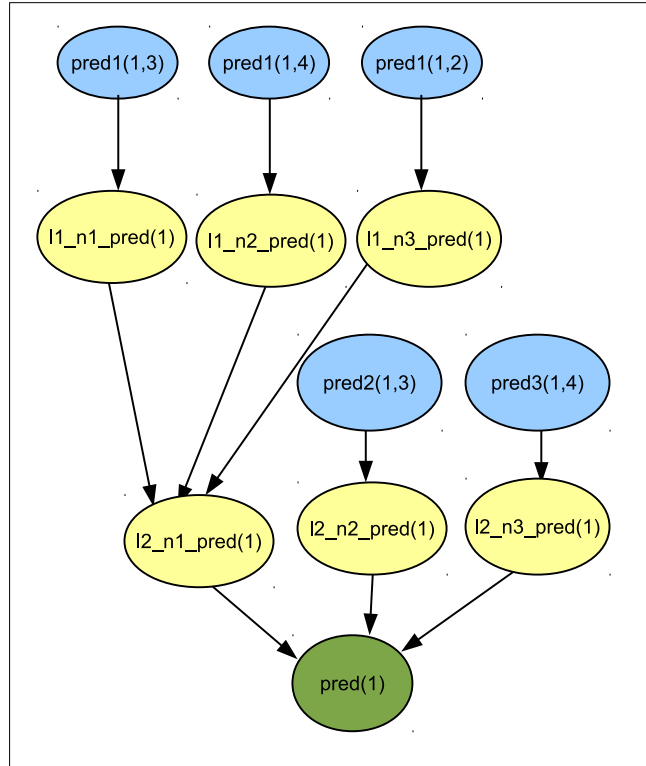 pred1(1,3)
pred1(1,4)
pred1(1,2)
l1_n1_pred(1)
l1_n2_pred(1)
l1_n3_pred(1)
pred2(1,3)
pred3(1,4)
l2_n1_pred(1)
l2_n2_pred(1)
l2_n3_pred(1)
pred(1)